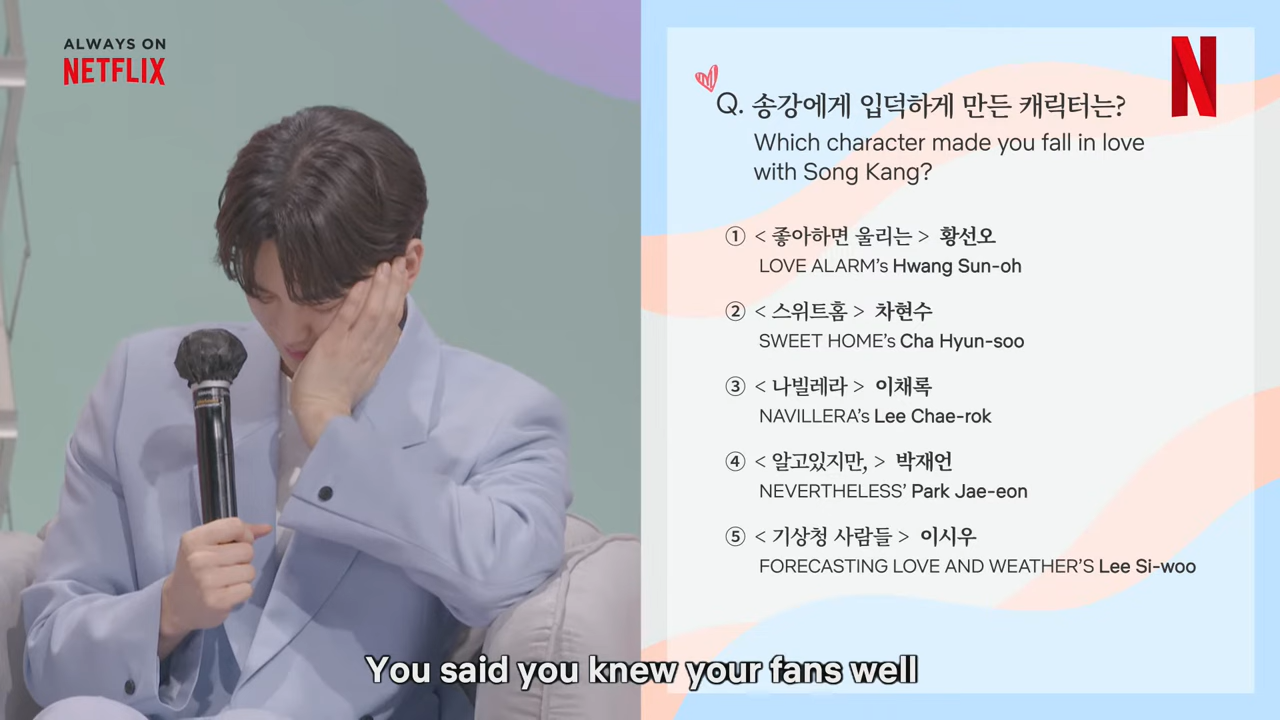 ALWAYS ON
NETFLIX
N
Q. 송강에게 입덕하게 만든 캐릭터는?
Which character made you fall in love
with Song Kang?
① < 좋아하면 울리는 > 황선오
LOVE ALARM's Hwang Sun-oh
② < 스위트홈 > 차현수
SWEET HOME's Cha Hyun-soo
③ < 나빌레라 > 이채록
NAVILLERA's Lee Chae-rok
④ < 알고있지만, > 박재언
NEVERTHELESS' Park Jae-eon
⑤ < 기상청 사람들 > 이시우
FORECASTING LOVE AND WEATHER'S Lee Si-woo
You said you knew your fans well